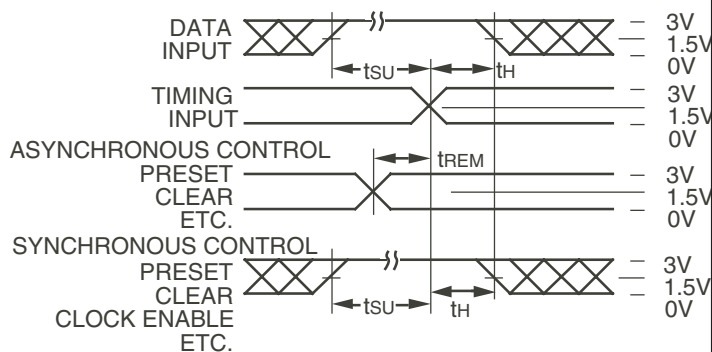 DATA
INPUT
3V
1.5V
0V
tSU
tH
TIMING
INPUT
3V
1.5V
0V
ASYNCHRONOUS CONTROL
tREM
PRESET
CLEAR
ETC.
3V
1.5V
0V
SYNCHRONOUS CONTROL
PRESET
CLEAR
CLOCK ENABLE
ETC.
3V
1.5V
0V
tSU
tH